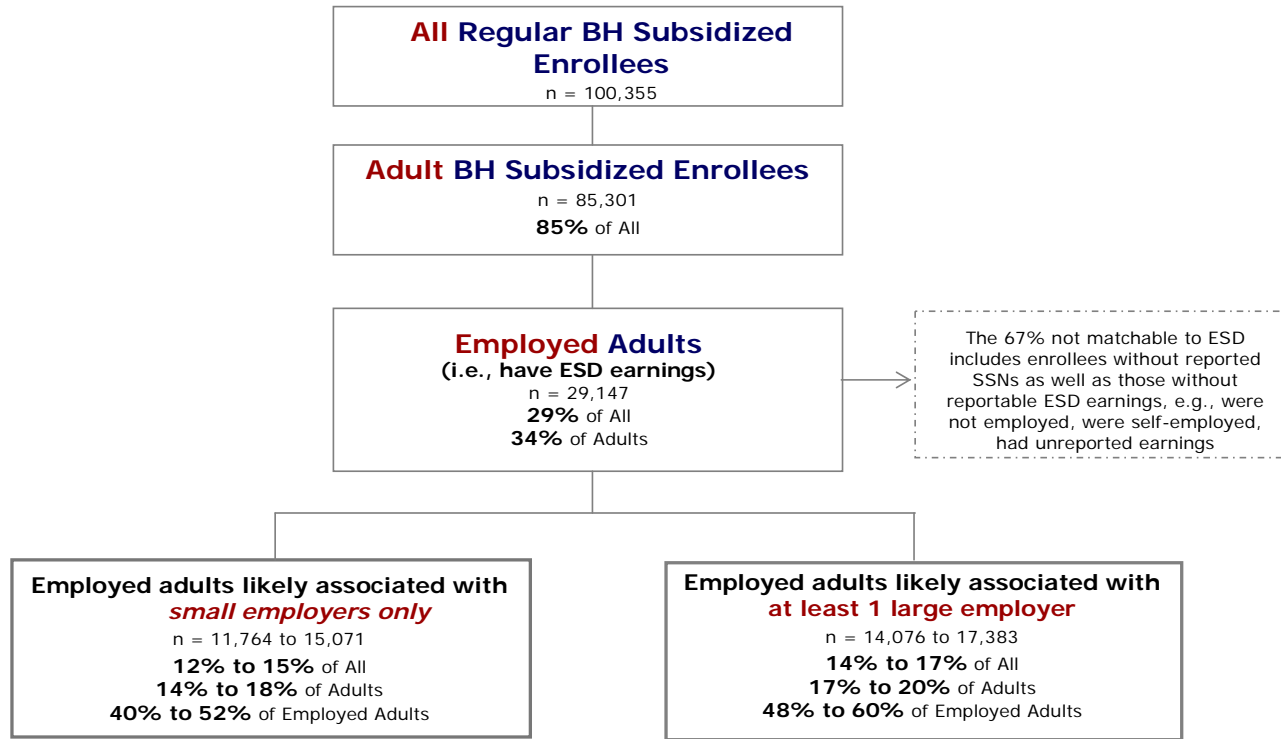 All Regular BH Subsidized
Enrollees
n = 100,355
Adult BH Subsidized Enrollees
n = 85,301
85% of All
Employed Adults
(i.e., have ESD earnings)
n = 29,147
29% of All
34% of Adults
The 67% not matchable to ESD
includes enrollees without reported
SSNs as well as those without
reportable ESD earnings, e.g., were
not employed, were self-employed,
had unreported earnings
Employed adults likely associated with
small employers only
n = 11,764 to 15,071
12% to 15% of All
14% to 18% of Adults
40% to 52% of Employed Adults
Employed adults likely associated with
at least 1 large employer
n = 14,076 to 17,383
14% to 17% of All
17% to 20% of Adults
48% to 60% of Employed Adults